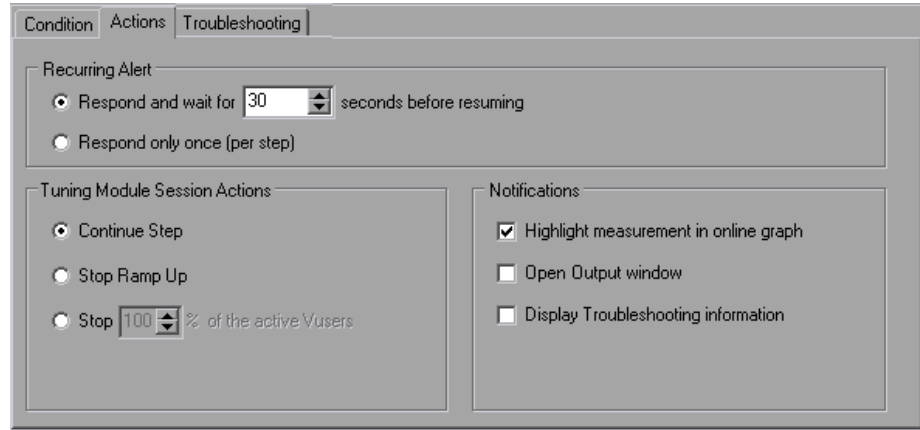 Condition Actions Troubleshooting
Recurring Alert
Respond and wait for 30 seconds before resuming
Respond only once (per step)
Tuning Module Session Actions
Continue Step
Stop Ramp Up
Stop 100 % of the active Vusers
Notifications
Highlight measurement in online graph
Open Output window
Display Troubleshooting information